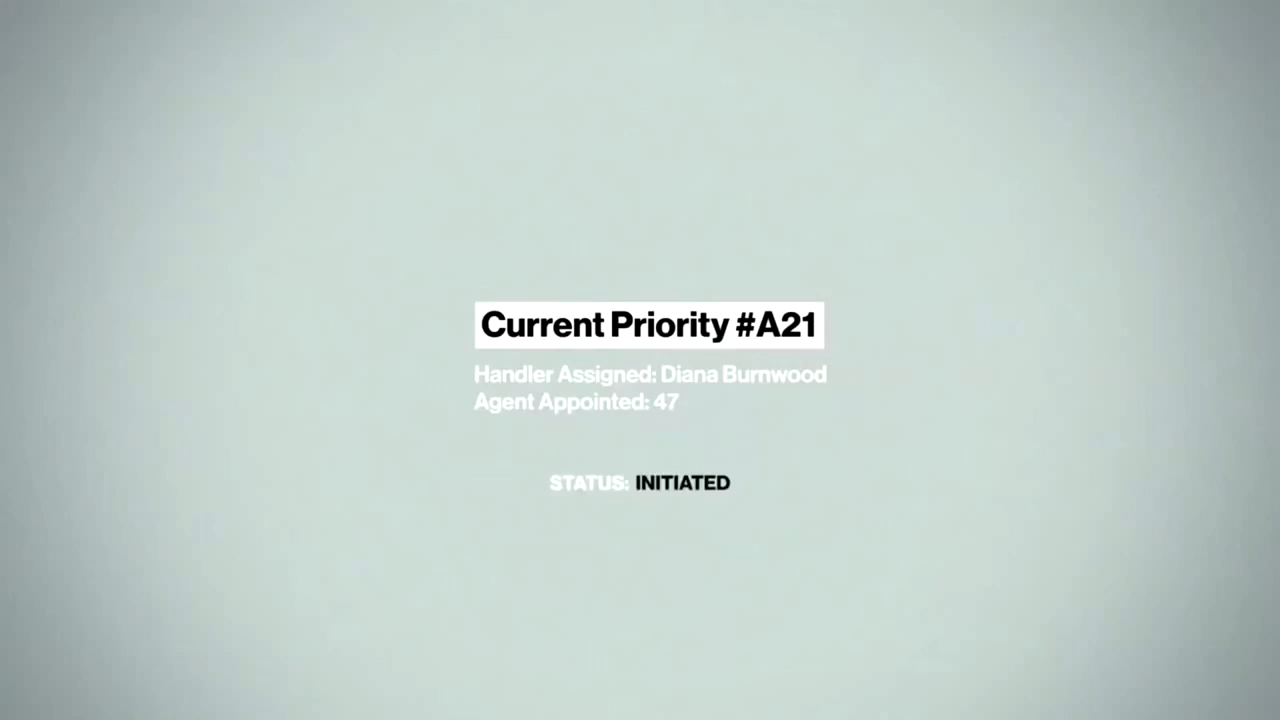 Current Priority #A21
Handler Assigned: Diana Burnwood
Agent Appointed: 47
STATUS: INITIATED